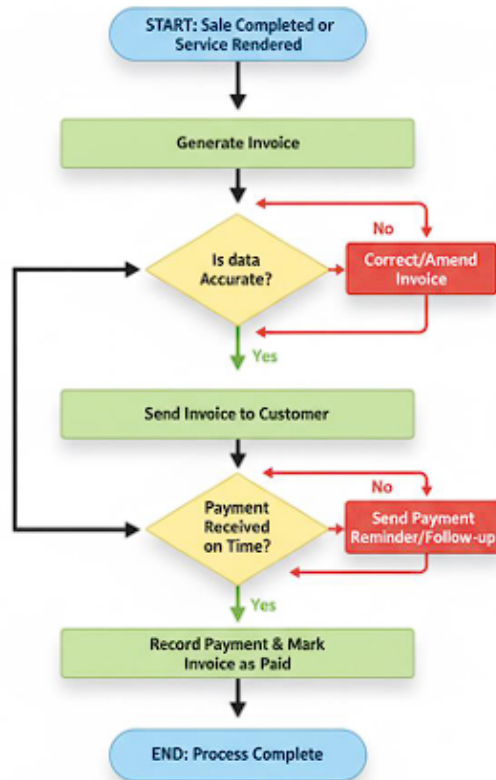 START: Sale Completed or
Service Rendered
Generate Invoice
Is data
Accurate?
No
Correct/Amend
Invoice
Yes
Send Invoice to Customer
Payment
Received
on Time?
No
Send Payment
Reminder/Follow-up
Yes
Record Payment & Mark
Invoice as Paid
END: Process Complete